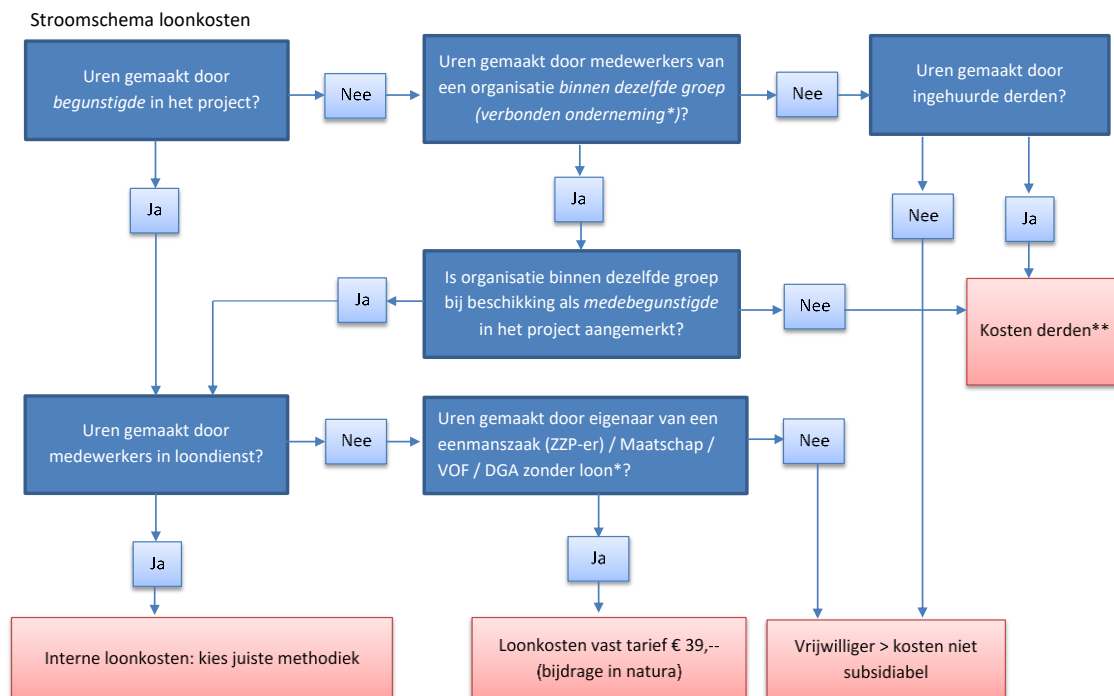 Stroomschema loonkosten
Uren gemaakt door
begunstigde in het project?
Nee
Uren gemaakt door medewerkers van
een organisatie binnen dezelfde groep
(verbonden onderneming*)?
Nee
Uren gemaakt door
ingehuurde derden?
Ja
Ja
Nee
Ja
Is organisatie binnen dezelfde groep
bij beschikking als medebegunstigde
in het project aangemerkt?
Ja
Nee
Kosten derden**
Uren gemaakt door
medewerkers in loondienst?
Nee
Uren gemaakt door eigenaar van een
eenmanszaak (ZZP-er) / Maatschap /
VOF / DGA zonder loon*?
Nee
Ja
Ja
Interne loonkosten: kies juiste methodiek
Loonkosten vast tarief € 39,--
(bijdrage in natura)
Vrijwilliger > kosten niet
subsidiabel